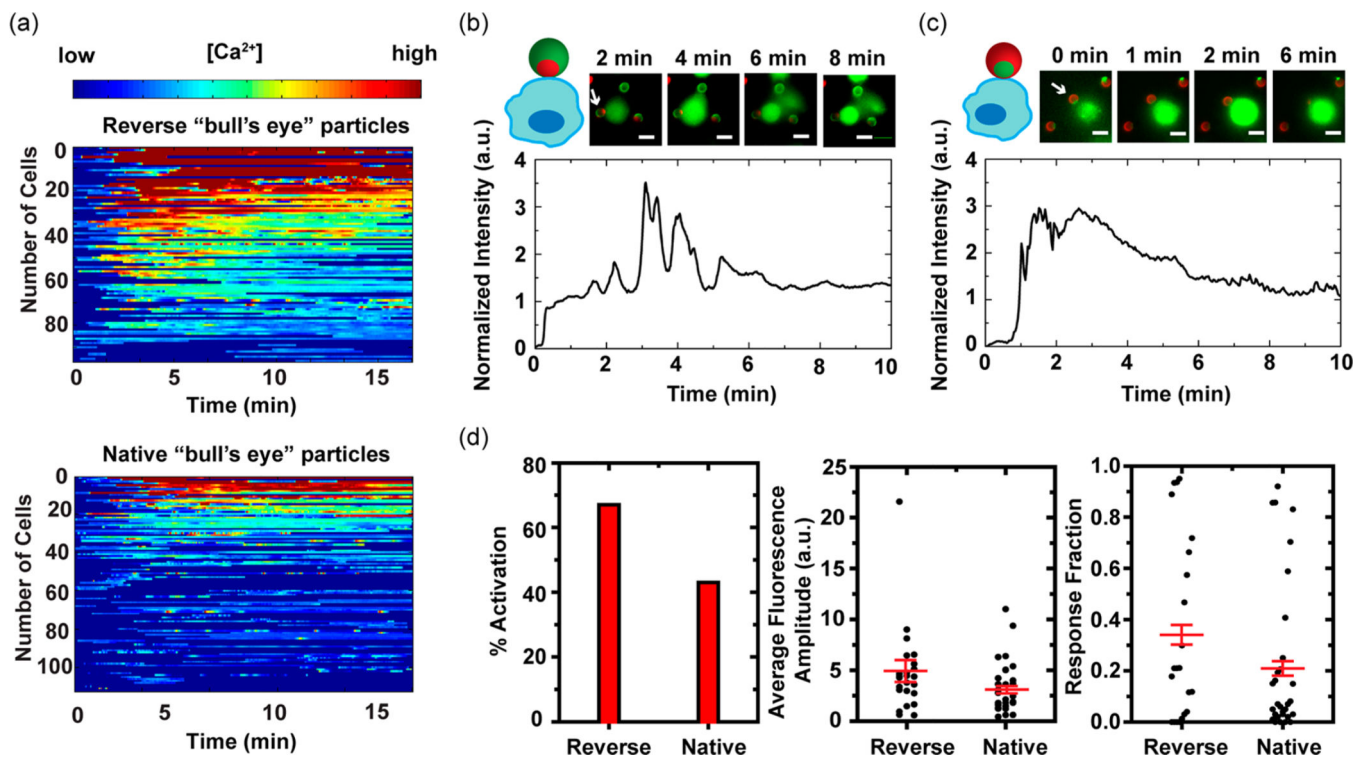 (a)
low [Ca²⁺] high
Reverse “bull’s eye” particles
0
20
40
60
80
Number of Cells
0 5 10 15
Time (min)
Native “bull’s eye” particles
0
20
40
60
80
100
Number of Cells
0 5 10 15
Time (min)
(b)
2 min 4 min 6 min 8 min
Normalized Intensity (a.u.)
4
3
2
1
0
0 2 4 6 8 10
Time (min)
(c)
0 min 1 min 2 min 6 min
Normalized Intensity (a.u.)
4
3
2
1
0
0 2 4 6 8 10
Time (min)
(d)
% Activation
80
60
40
20
0
Reverse Native
Average Fluorescence
Amplitude (a.u.)
25
20
15
10
5
0
Reverse Native
Response Fraction
1.0
0.8
0.6
0.4
0.2
0.0
Reverse Native